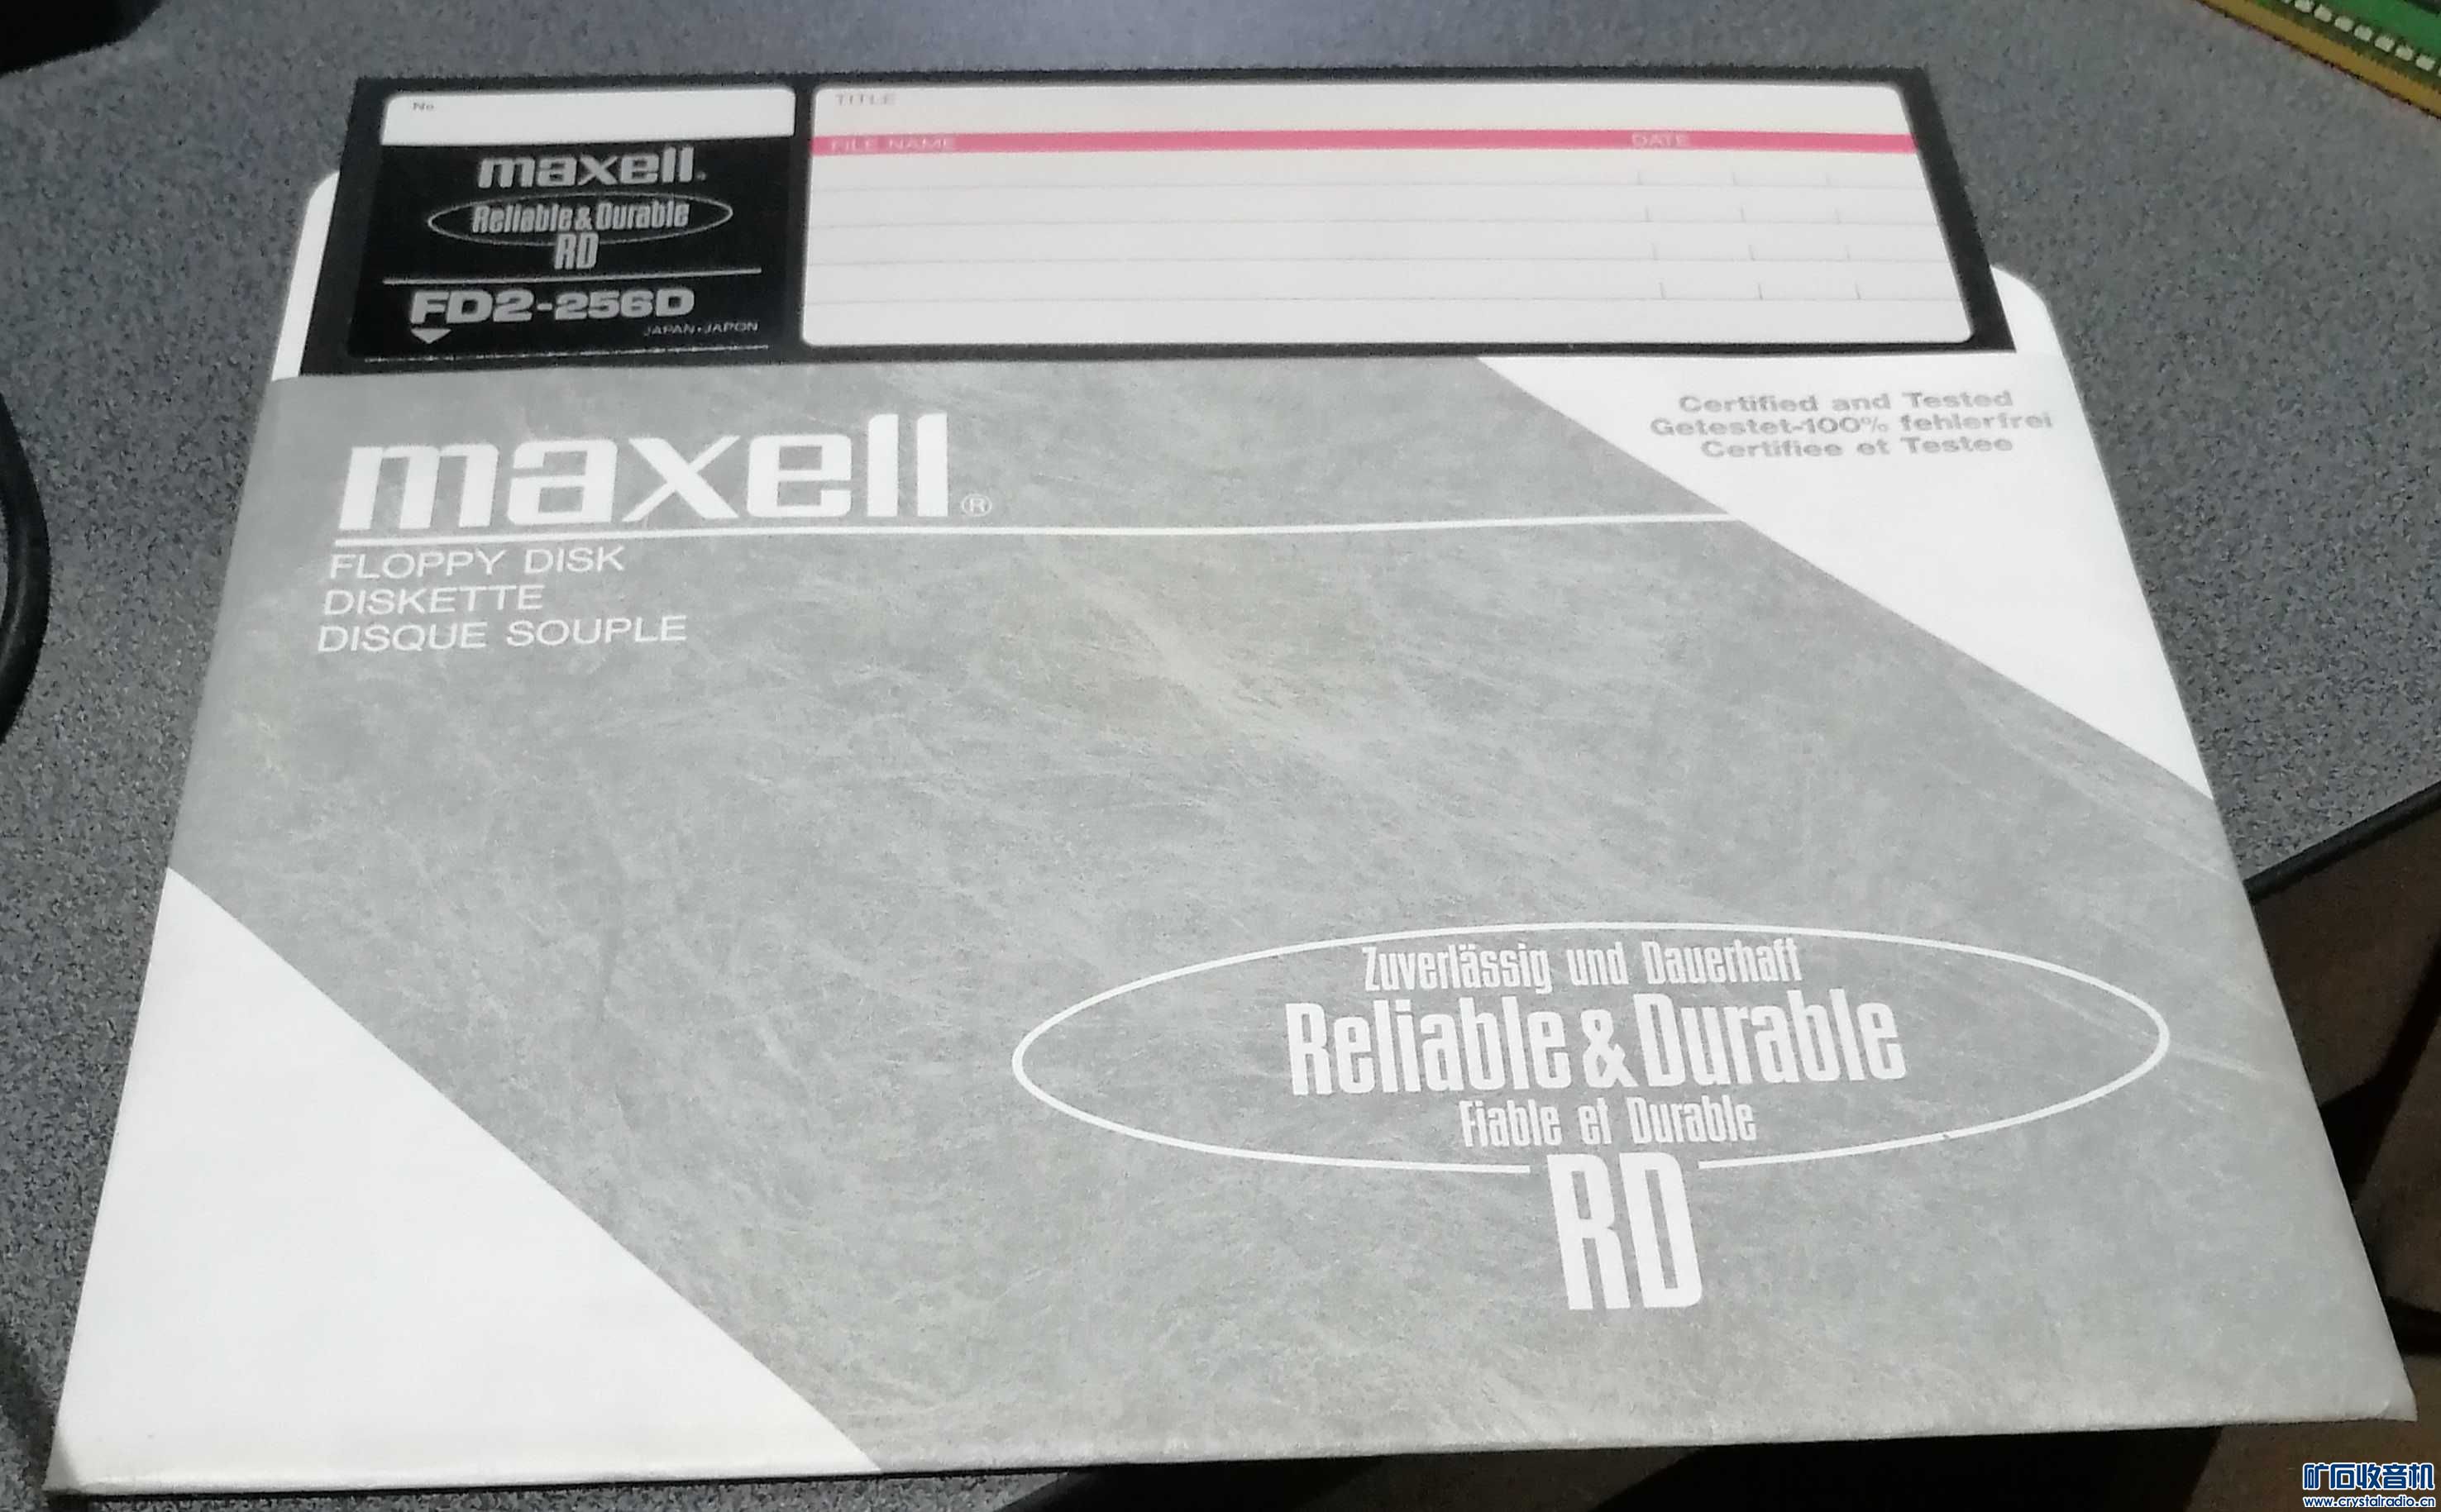 No
maxell.
Reliable & Durable
RD
FD2-256D
JAPAN・JAPON
TITLE
FILE NAME
DATE
Certified and Tested
Getestet-100% fehlerfrei
Certifiee et Testee
maxell®
FLOPPY DISK
DISKETTE
DISQUE SOUPLE
Zuverlässig und Dauerhaft
Reliable & Durable
Fiable et Durable
RD
矿石收音机
www.crystalradio.cn